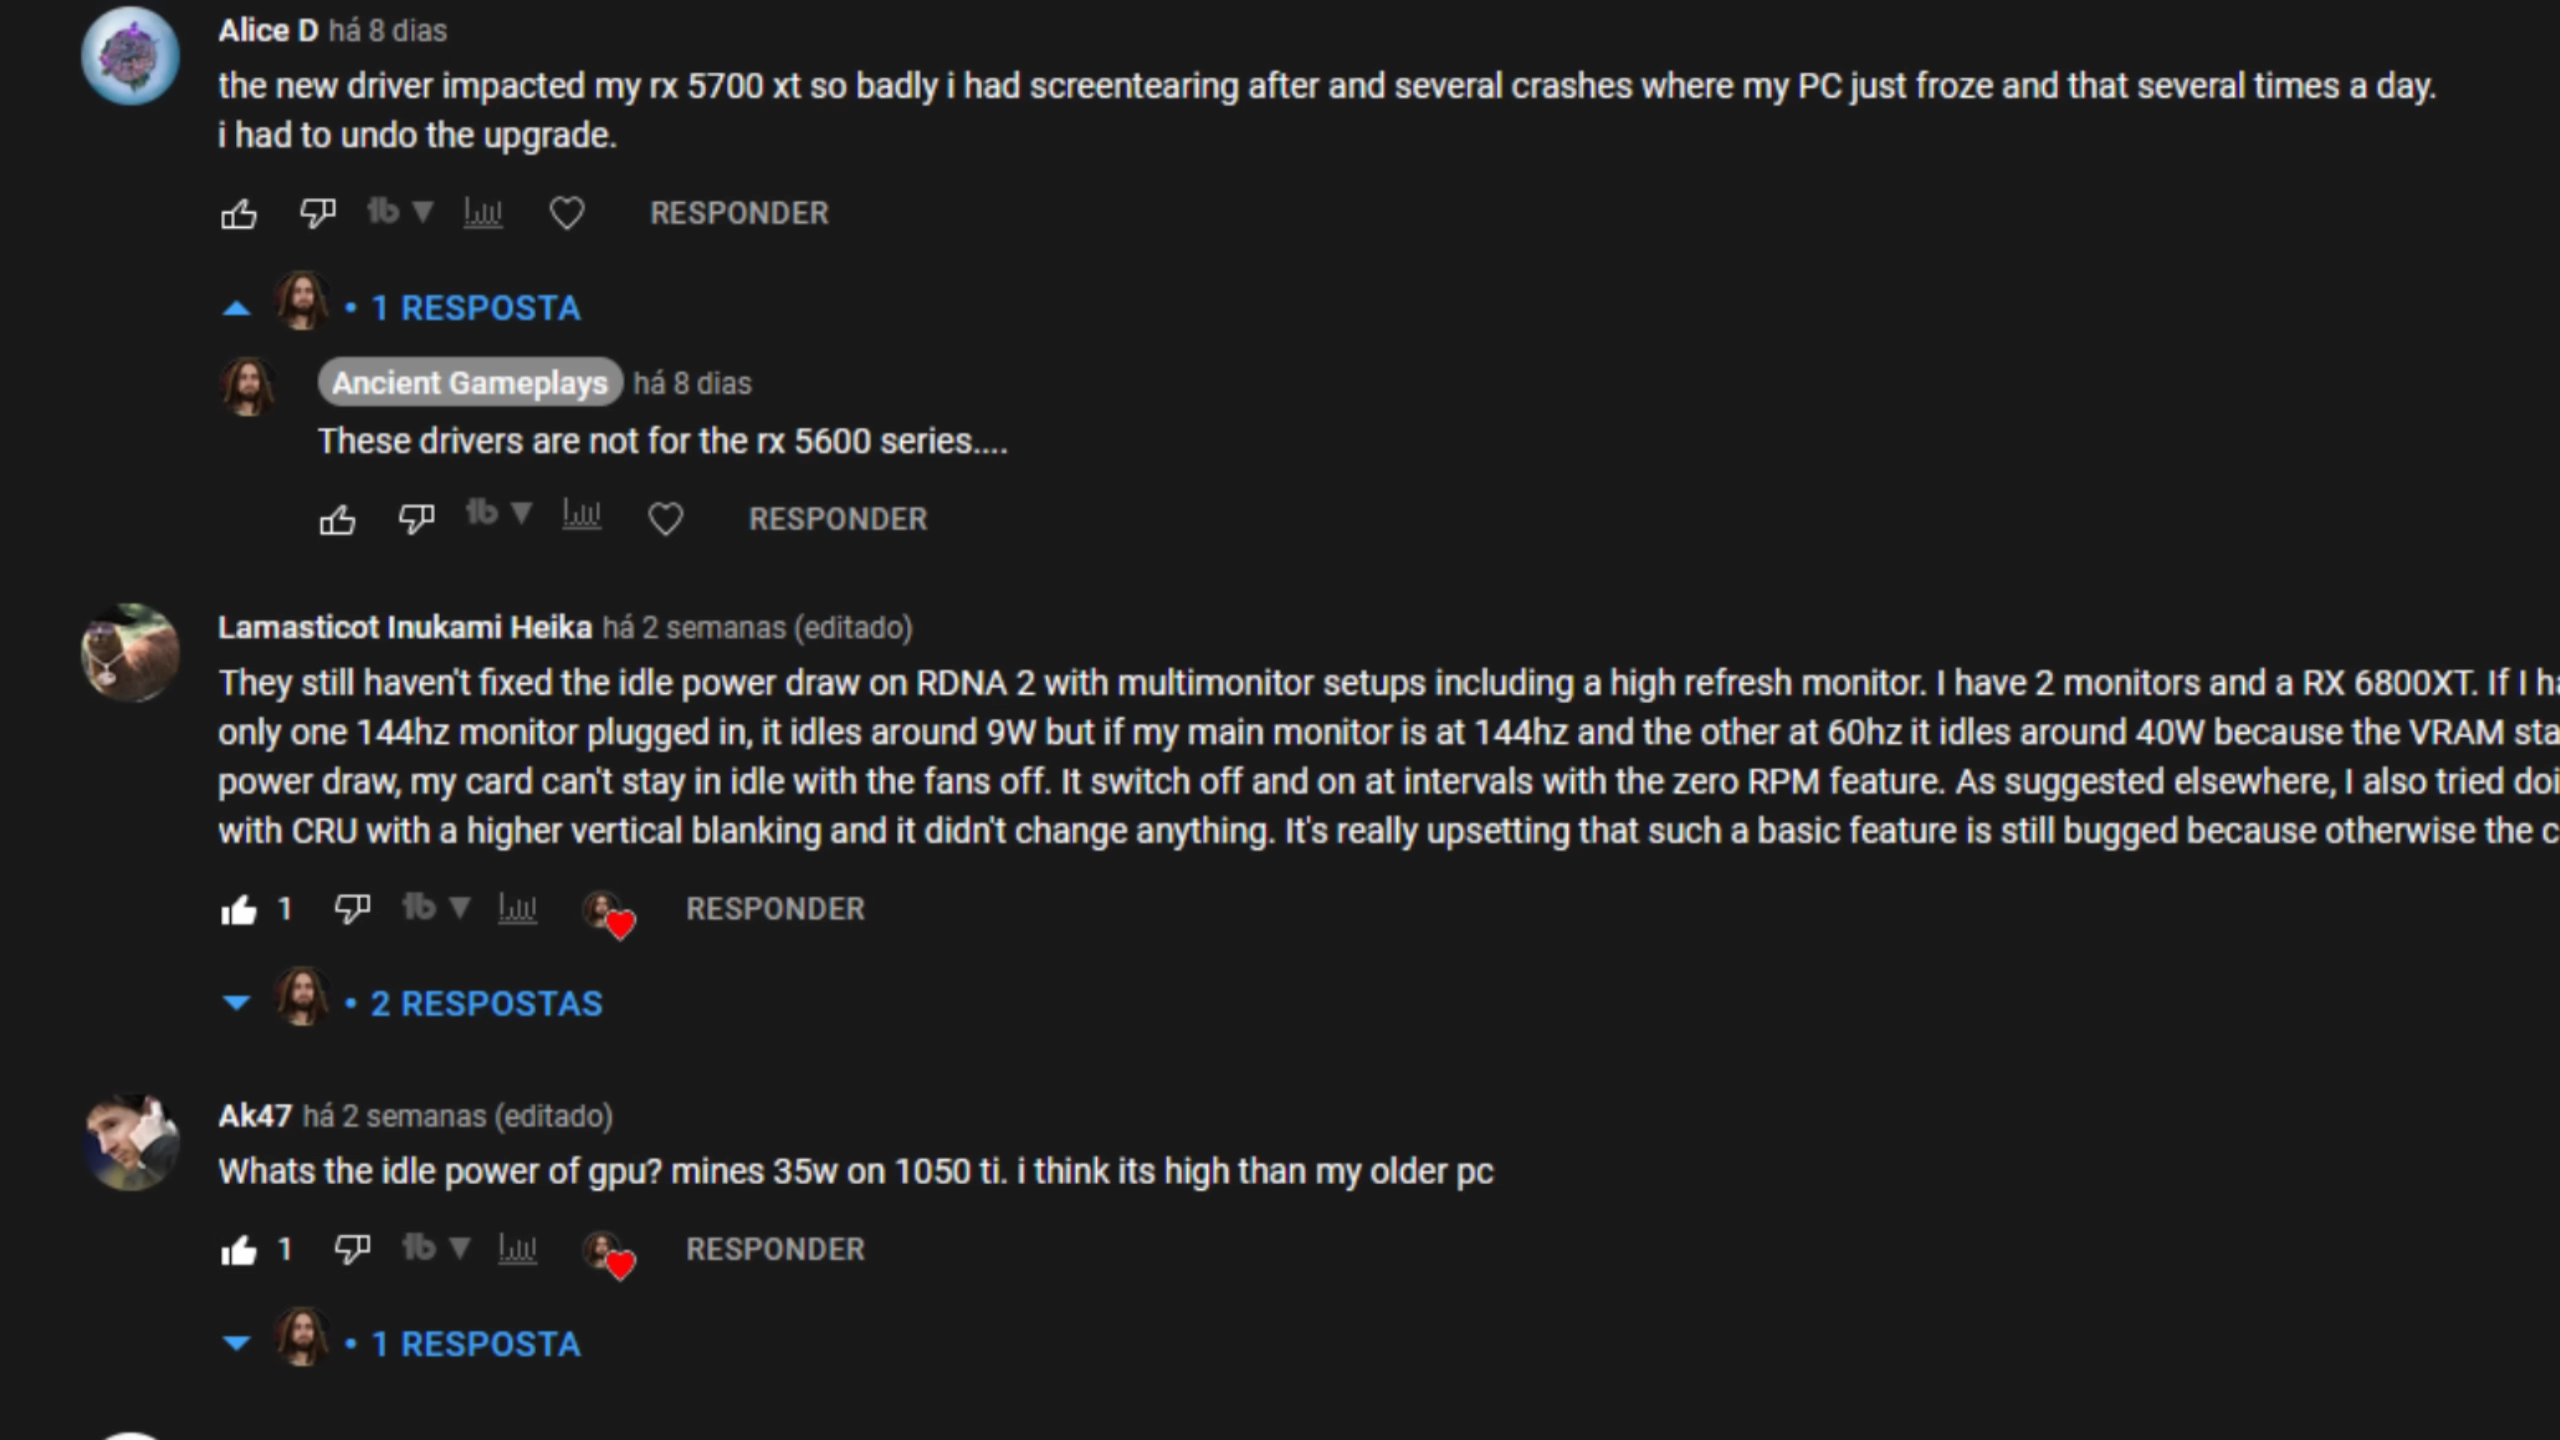 Alice D há 8 dias
the new driver impacted my rx 5700 xt so badly i had screentearing after and several crashes where my PC just froze and that several times a day.
i had to undo the upgrade.
RESPONDER
• 1 RESPOSTA
Ancient Gameplays há 8 dias
These drivers are not for the rx 5600 series....
RESPONDER
Lamasticot Inukami Heika há 2 semanas (editado)
They still haven't fixed the idle power draw on RDNA 2 with multimonitor setups including a high refresh monitor. I have 2 monitors and a RX 6800XT. If I
only one 144hz monitor plugged in, it idles around 9W but if my main monitor is at 144hz and the other at 60hz it idles around 40W because the VRAM
power draw, my card can't stay in idle with the fans off. It switch off and on at intervals with the zero RPM feature. As suggested elsewhere, I also tried
with CRU with a higher vertical blanking and it didn't change anything. It's really upsetting that such a basic feature is still bugged because otherwise the
1 RESPONDER
• 2 RESPOSTAS
Ak47 há 2 semanas (editado)
Whats the idle power of gpu? mines 35w on 1050 ti. i think its high than my older pc
1 RESPONDER
• 1 RESPOSTA